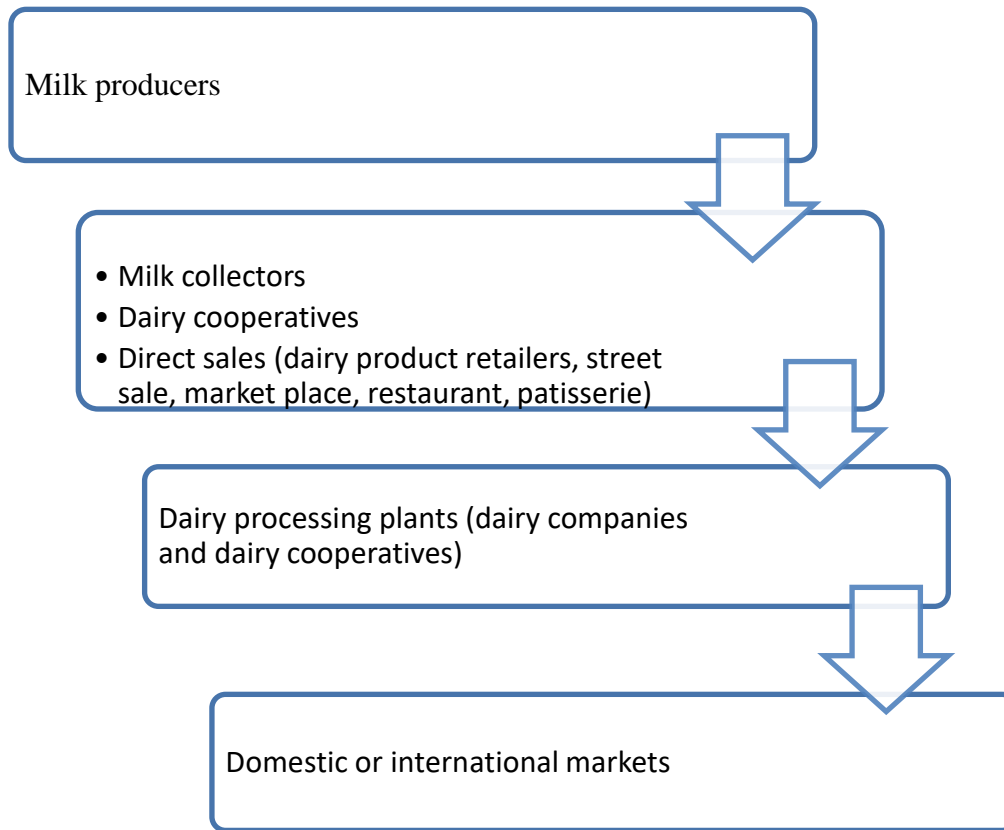 Milk producers
• Milk collectors
• Dairy cooperatives
• Direct sales (dairy product retailers, street
sale, market place, restaurant, patisserie)
Dairy processing plants (dairy companies
and dairy cooperatives)
Domestic or international markets